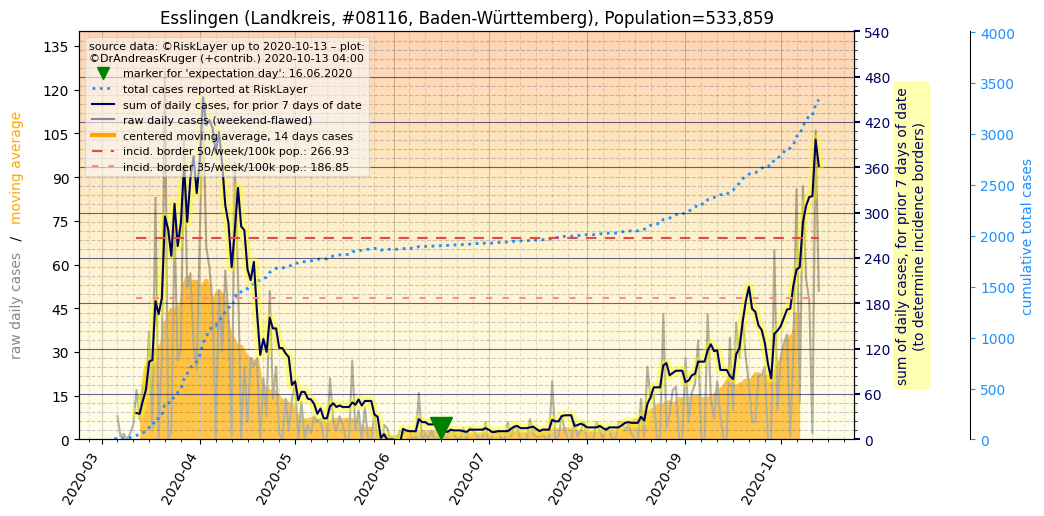 Esslingen (Landkreis, #08116, Baden-Württemberg), Population=533,859
source data: ©RiskLayer up to 2020-10-13 – plot:
©DrAndreasKruger (+contrib.) 2020-10-13 04:00
marker for 'expectation day': 16.06.2020
total cases reported at RiskLayer
sum of daily cases, for prior 7 days of date
raw daily cases (weekend-flawed)
centered moving average, 14 days cases
incid. border 50/week/100k pop.: 266.93
incid. border 35/week/100k pop.: 186.85
raw daily cases / moving average
135
120
105
90
75
60
45
30
15
0
2020-03
2020-04
2020-05
2020-06
2020-07
2020-08
2020-09
2020-10
540
480
420
360
300
240
180
120
60
0
sum of daily cases, for prior 7 days of date
(to determine incidence borders)
4000
3500
3000
2500
2000
1500
1000
500
0
cumulative total cases